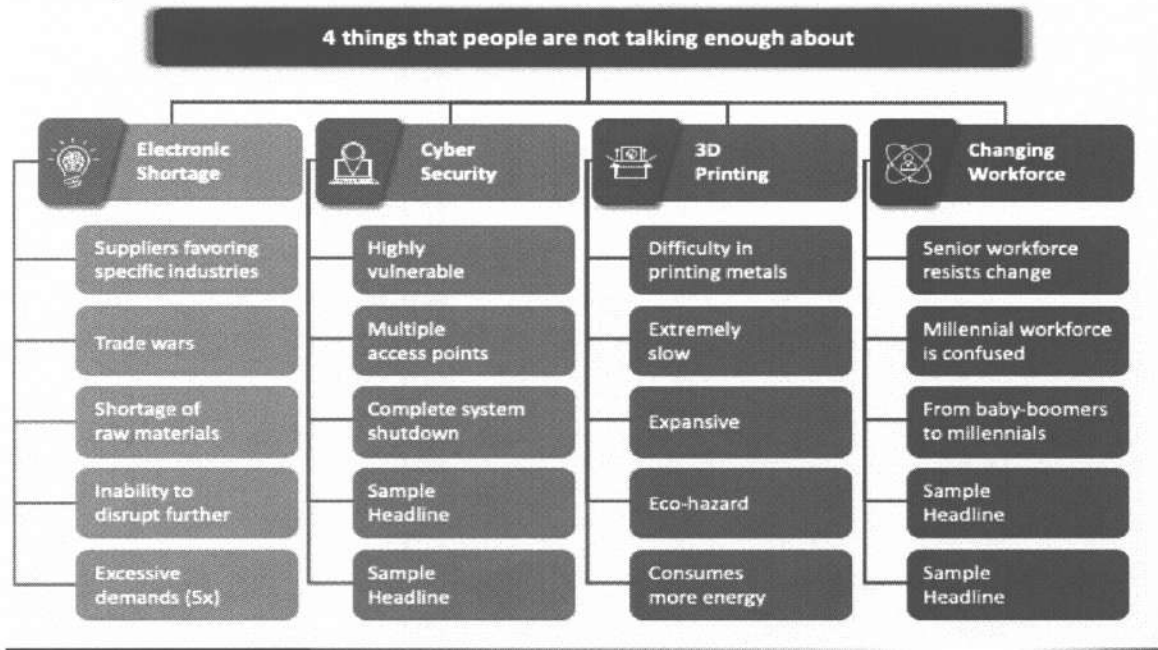 4 things that people are not talking enough about
Electronic
Shortage
Suppliers favoring
specific industries
Trade wars
Shortage of
raw materials
Inability to
disrupt further
Excessive
demands (5x)
Cyber
Security
Highly
vulnerable
Multiple
access points
Complete system
shutdown
Sample
Headline
Sample
Headline
3D
Printing
Difficulty in
printing metals
Extremely
slow
Expansive
Eco-hazard
Consumes
more energy
Changing
Workforce
Senior workforce
resists change
Millennial workforce
is confused
From baby-boomers
to millennials
Sample
Headline
Sample
Headline